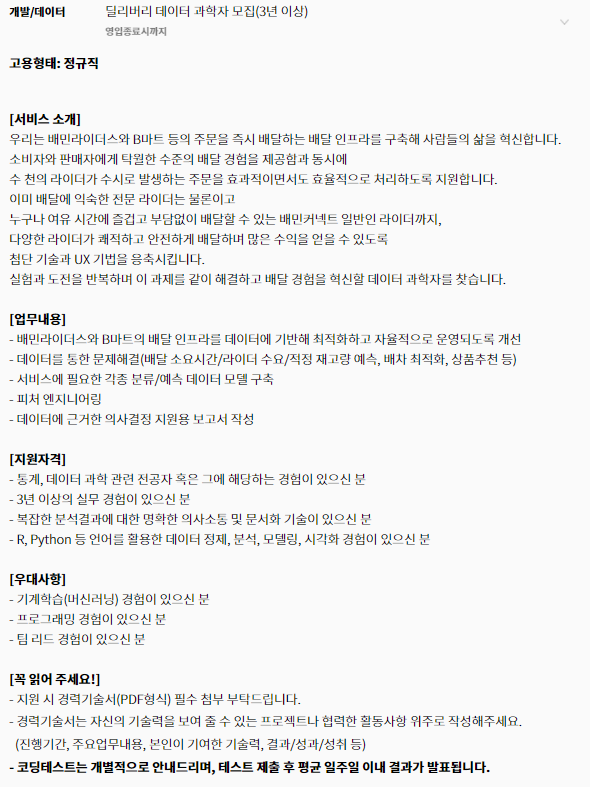 개발/데이터
딜리버리 데이터 과학자 모집(3년 이상)
영입종료시까지
고용형태: 정규직
[서비스 소개]
우리는 배민라이더스와 B마트 등의 주문을 즉시 배달하는 배달 인프라를 구축해 사람들의 삶을 혁신합니다.
소비자와 판매자에게 탁월한 수준의 배달 경험을 제공함과 동시에
수 천의 라이더가 수시로 발생하는 주문을 효과적이면서도 효율적으로 처리하도록 지원합니다.
이미 배달에 익숙한 전문 라이더는 물론이고
누구나 여유 시간에 즐겁고 부담없이 배달할 수 있는 배민커넥트 일반인 라이더까지,
다양한 라이더가 쾌적하고 안전하게 배달하며 많은 수익을 얻을 수 있도록
첨단 기술과 UX 기법을 응축시킵니다.
실험과 도전을 반복하며 이 과제를 같이 해결하고 배달 경험을 혁신할 데이터 과학자를 찾습니다.
[업무내용]
- 배민라이더스와 B마트의 배달 인프라를 데이터에 기반해 최적화하고 자율적으로 운영되도록 개선
- 데이터를 통한 문제해결(배달 소요시간/라이더 수요/적정 재고량 예측, 배차 최적화, 상품추천 등)
- 서비스에 필요한 각종 분류/예측 데이터 모델 구축
- 피처 엔지니어링
- 데이터에 근거한 의사결정 지원용 보고서 작성
[지원자격]
- 통계, 데이터 과학 관련 전공자 혹은 그에 해당하는 경험이 있으신 분
- 3년 이상의 실무 경험이 있으신 분
- 복잡한 분석결과에 대한 명확한 의사소통 및 문서화 기술이 있으신 분
- R, Python 등 언어를 활용한 데이터 정제, 분석, 모델링, 시각화 경험이 있으신 분
[우대사항]
- 기계학습(머신러닝) 경험이 있으신 분
- 프로그래밍 경험이 있으신 분
- 팀 리드 경험이 있으신 분
[꼭 읽어 주세요!]
- 지원 시 경력기술서(PDF형식) 필수 첨부 부탁드립니다.
- 경력기술서는 자신의 기술력을 보여 줄 수 있는 프로젝트나 협력한 활동사항 위주로 작성해주세요.
(진행기간, 주요업무내용, 본인이 기여한 기술력, 결과/성과/성취 등)
- 코딩테스트는 개별적으로 안내드리며, 테스트 제출 후 평균 일주일 이내 결과가 발표됩니다.